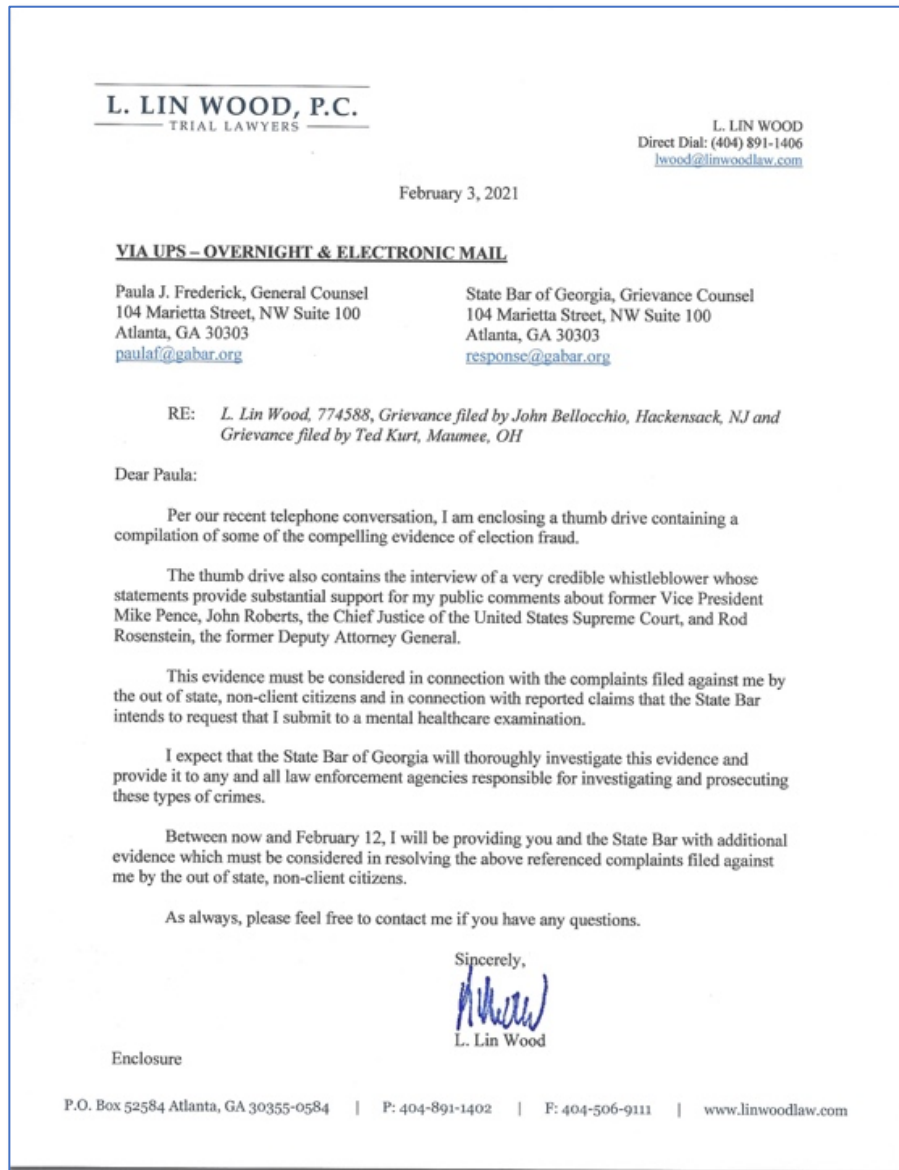 L. LIN WOOD, P.C.
TRIAL LAWYERS
L. LIN WOOD
Direct Dial: (404) 891-1406
lwood@linwoodlaw.com
February 3, 2021
VIA UPS – OVERNIGHT & ELECTRONIC MAIL
Paula J. Frederick, General Counsel
104 Marietta Street, NW Suite 100
Atlanta, GA 30303
paulaf@gabar.org
State Bar of Georgia, Grievance Counsel
104 Marietta Street, NW Suite 100
Atlanta, GA 30303
response@gabar.org
RE: L. Lin Wood, 774588, Grievance filed by John Bellocchio, Hackensack, NJ and
Grievance filed by Ted Kurt, Maumee, OH
Dear Paula:
Per our recent telephone conversation, I am enclosing a thumb drive containing a
compilation of some of the compelling evidence of election fraud.
The thumb drive also contains the interview of a very credible whistleblower whose
statements provide substantial support for my public comments about former Vice President
Mike Pence, John Roberts, the Chief Justice of the United States Supreme Court, and Rod
Rosenstein, the former Deputy Attorney General.
This evidence must be considered in connection with the complaints filed against me by
the out of state, non-client citizens and in connection with reported claims that the State Bar
intends to request that I submit to a mental healthcare examination.
I expect that the State Bar of Georgia will thoroughly investigate this evidence and
provide it to any and all law enforcement agencies responsible for investigating and prosecuting
these types of crimes.
Between now and February 12, I will be providing you and the State Bar with additional
evidence which must be considered in resolving the above referenced complaints filed against
me by the out of state, non-client citizens.
As always, please feel free to contact me if you have any questions.
Sincerely,
L. Lin Wood
Enclosure
P.O. Box 52584 Atlanta, GA 30355-0584 | P: 404-891-1402 | F: 404-506-9111 | www.linwoodlaw.com